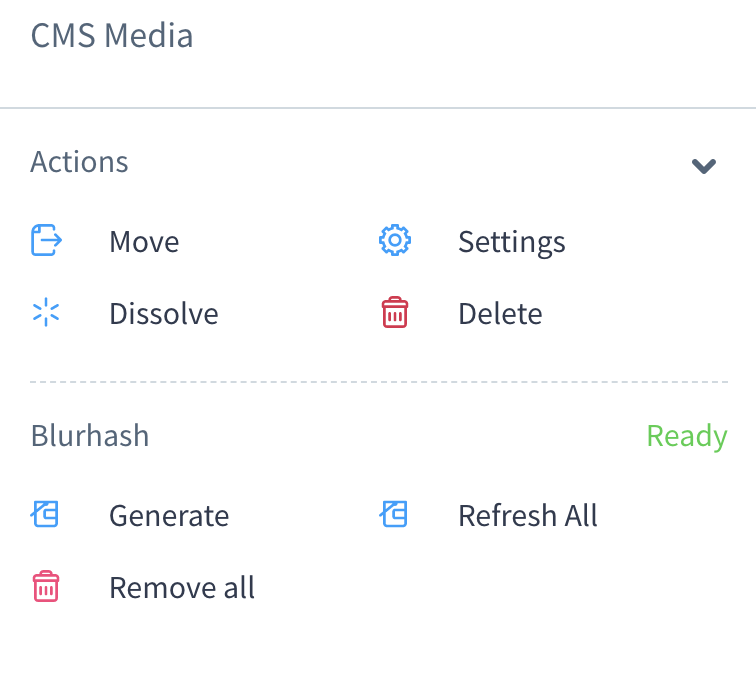 CMS Media
Actions
Move Settings
Dissolve Delete
Blurhash Ready
Generate Refresh All
Remove all